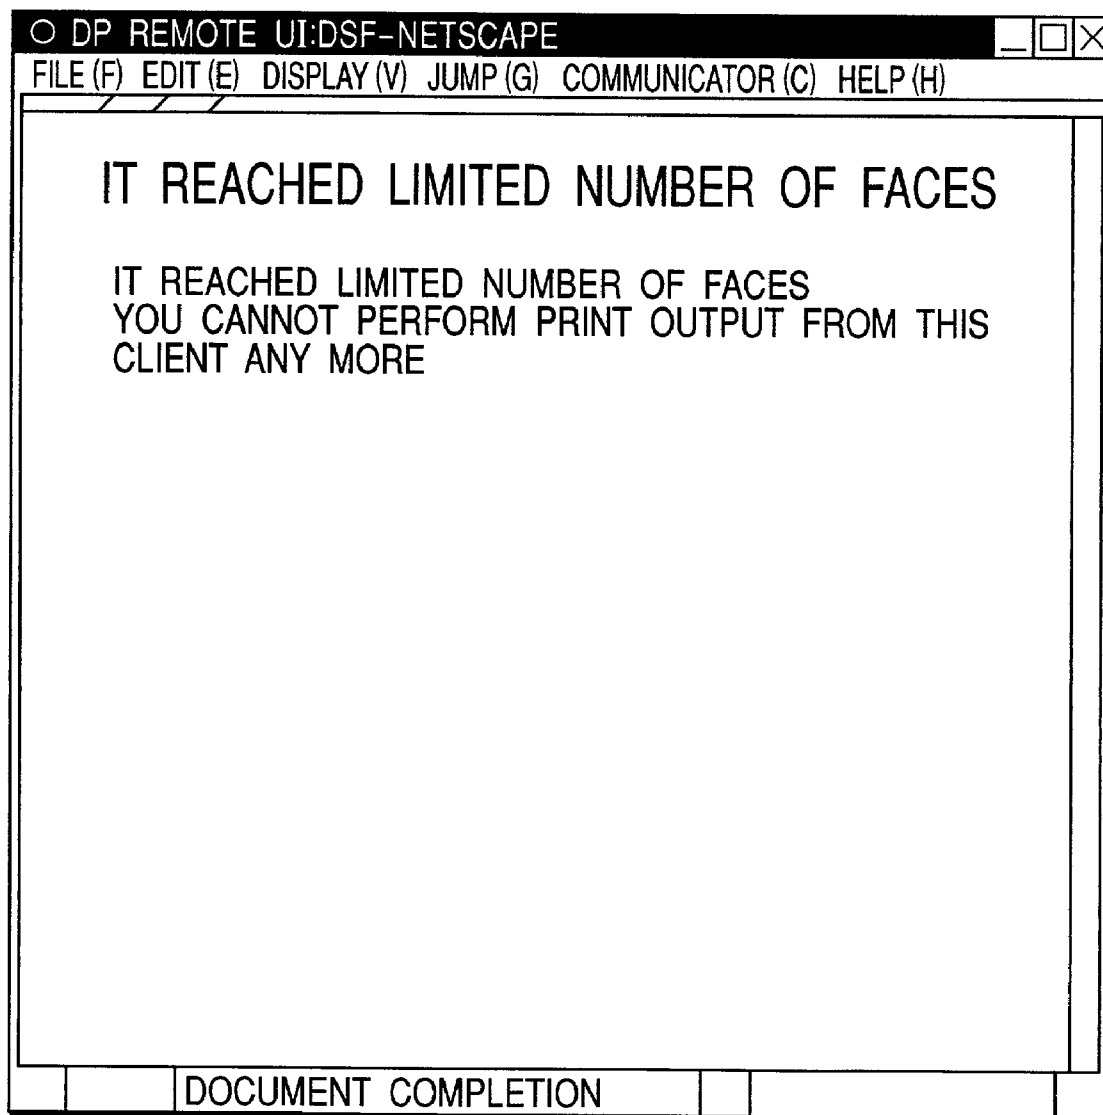 DP REMOTE UI:DSF-NETSCAPE
FILE (F) EDIT (E) DISPLAY (V) JUMP (G) COMMUNICATOR (C) HELP (H)
IT REACHED LIMITED NUMBER OF FACES
IT REACHED LIMITED NUMBER OF FACES
YOU CANNOT PERFORM PRINT OUTPUT FROM THIS
CLIENT ANY MORE
DOCUMENT COMPLETION